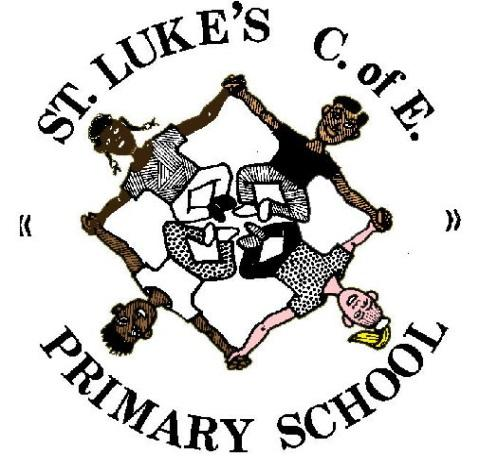 ST. LUKE'S C. of E.
« »
PRIMARY SCHOOL